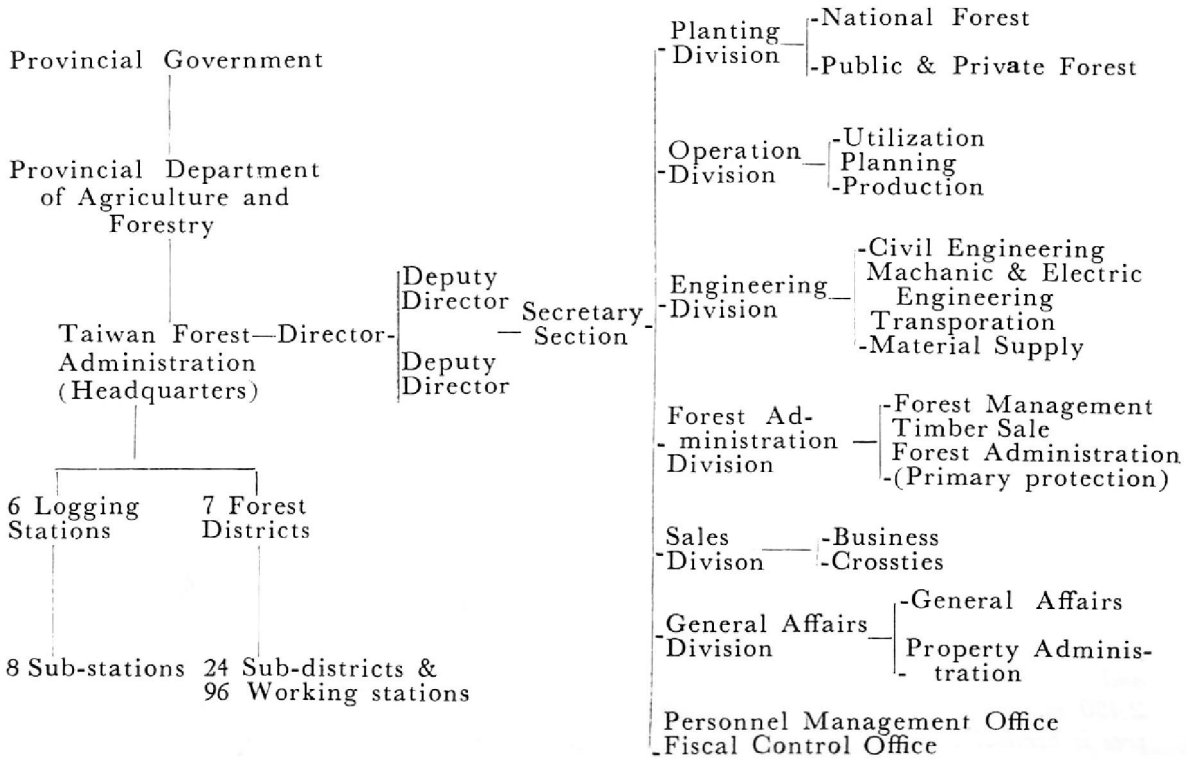 Provincial Government
Provincial Department
of Agriculture and
Forestry
Taiwan Forest—Director-
Administration
(Headquarters)
6 Logging
Stations
7 Forest
Districts
8 Sub-stations
24 Sub-districts &
96 Working stations
Deputy
Director
Deputy
Director
Secretary
Section
Planting
Division
-National Forest
-Public & Private Forest
Operation
Division
-Utilization
Planning
-Production
Engineering
Division
-Civil Engineering
Machanic & Electric
Engineering
Transporation
-Material Supply
Forest Ad-
ministration
Division
-Forest Management
Timber Sale
Forest Administration
-(Primary protection)
Sales
Divison
-Business
-Crossties
General Affairs
Division
-General Affairs
Property Adminis-
- tration
Personnel Management Office
-Fiscal Control Office